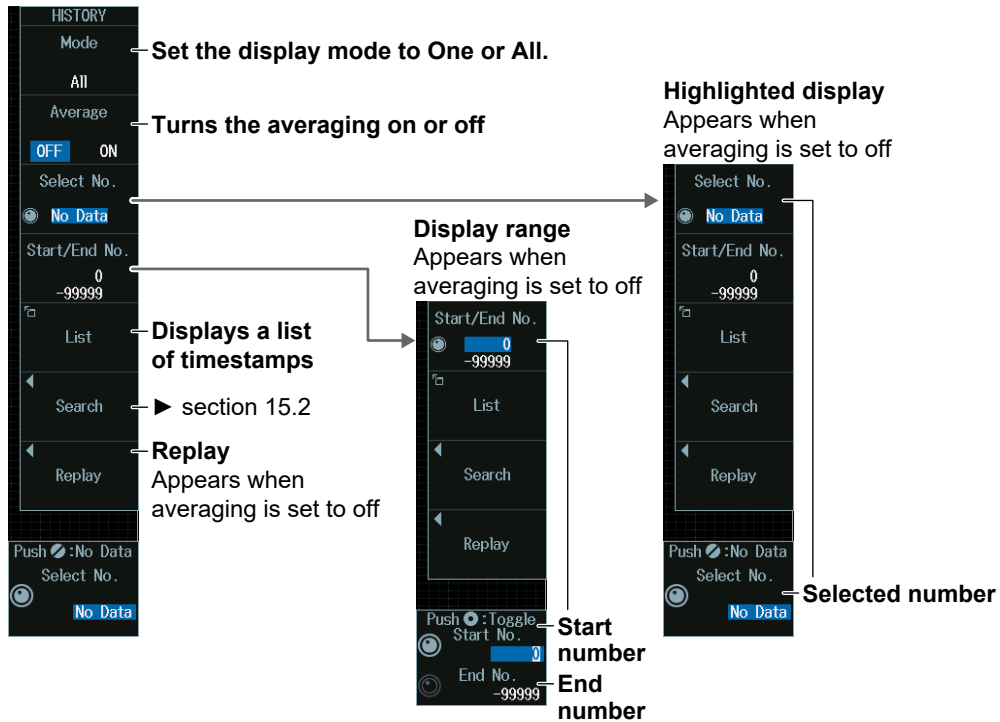 HISTORY
Mode
All
Set the display mode to One or All.
Average
OFF ON
Turns the averaging on or off
Select No.
No Data
Start/End No.
0
-99999
List
Displays a list
of timestamps
Search
► section 15.2
Replay
Replay
Appears when
averaging is set to off
Push :No Data
Select No.
No Data
Display range
Appears when
averaging is set to off
Start/End No.
0
-99999
List
Search
Replay
Push :Toggle
Start No.
0
End No.
-99999
Start
number
End
number
Highlighted display
Appears when
averaging is set to off
Select No.
No Data
Start/End No.
0
-99999
List
Search
Replay
Push :No Data
Select No.
No Data
Selected number